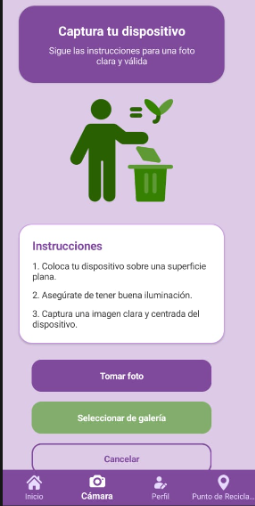 Captura tu dispositivo
Sigue las instrucciones para una foto
clara y válida
Instrucciones
1. Coloca tu dispositivo sobre una superficie
plana.
2. Asegúrate de tener buena iluminación.
3. Captura una imagen clara y centrada del
dispositivo.
Tomar foto
Seleccionar de galería
Cancelar
Inicio
Cámara
Perfil
Punto de Recicla...